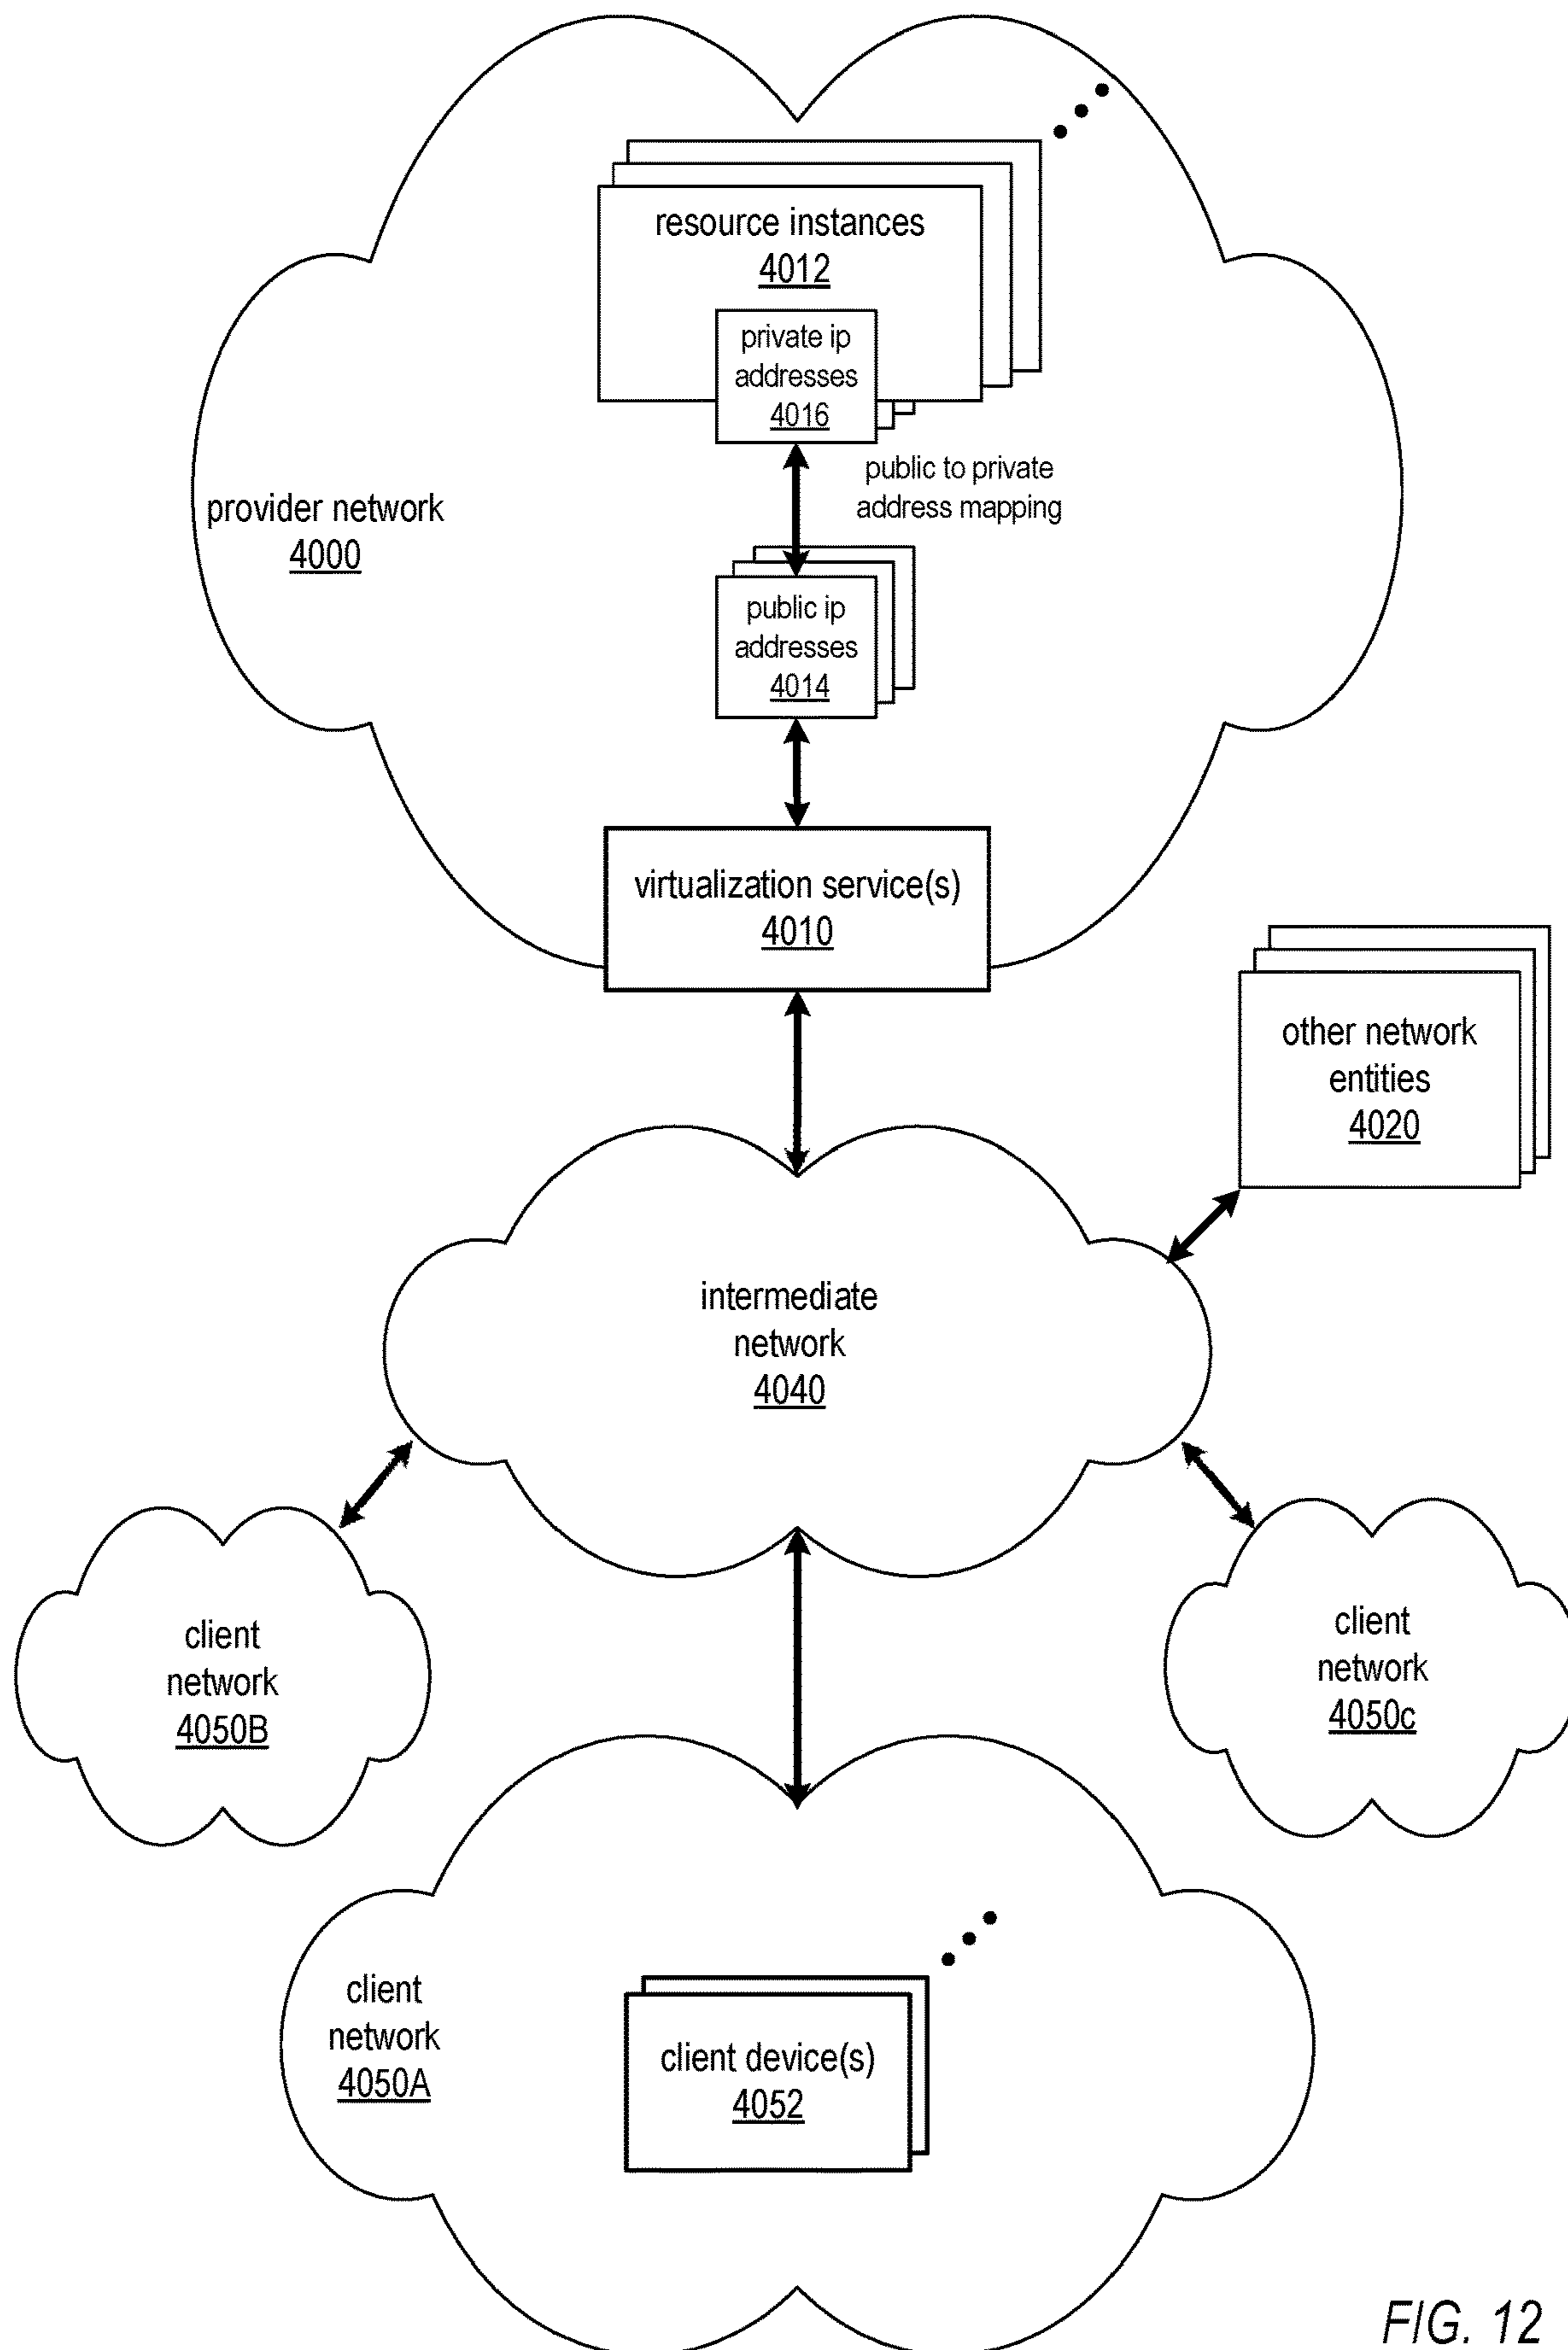 resource instances
4012
private ip
addresses
4016
public to private
address mapping
provider network
4000
public ip
addresses
4014
virtualization service(s)
4010
other network
entities
4020
intermediate
network
4040
client
network
4050B
client
network
4050c
client
network
4050A
client device(s)
4052
FIG. 12